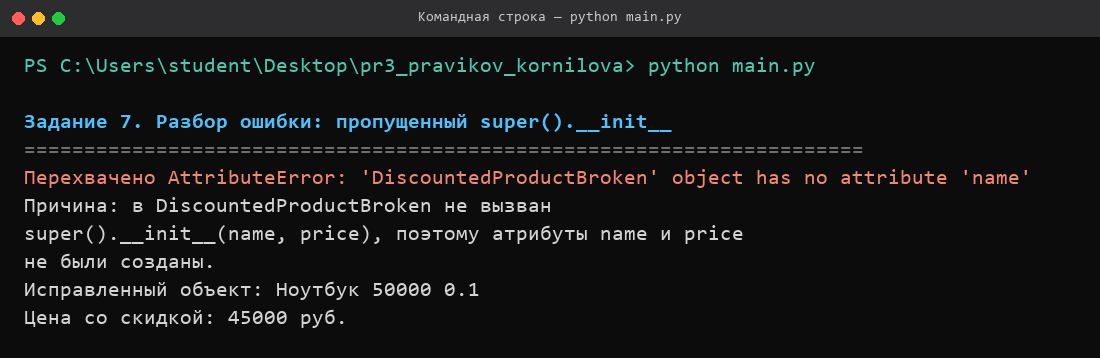 Командная строка — python main.py
PS C:\Users\student\Desktop\pr3_pravikov_kornilova> python main.py
Задание 7. Разбор ошибки: пропущенный super().__init__
======================================================================
Перехвачено AttributeError: 'DiscountedProductBroken' object has no attribute 'name'
Причина: в DiscountedProductBroken не вызван
super().__init__(name, price), поэтому атрибуты name и price
не были созданы.
Исправленный объект: Ноутбук 50000 0.1
Цена со скидкой: 45000 руб.